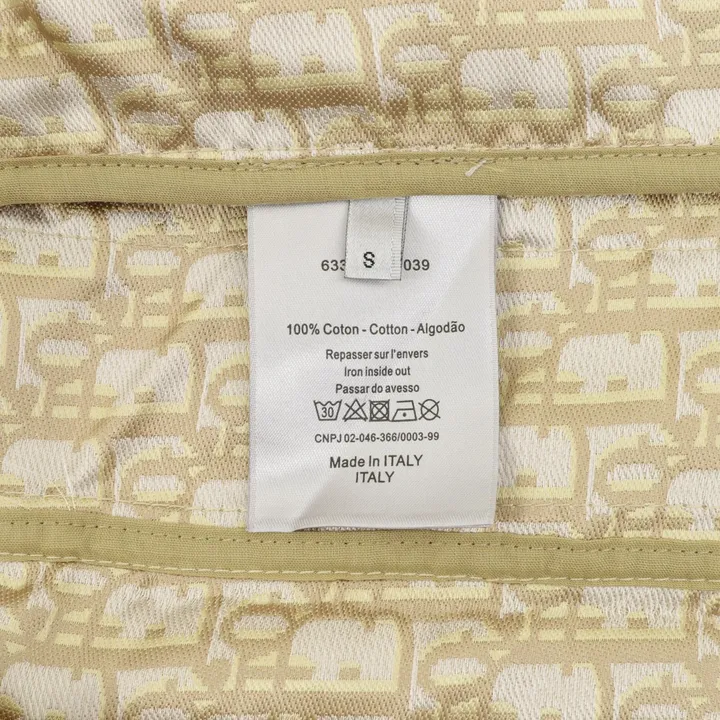 633 S 039
100% Coton - Cotton - Algodão
Repasser sur l'envers
Iron inside out
Passar do avesso
30
CNPJ 02-046-366/0003-99
Made In ITALY
ITALY